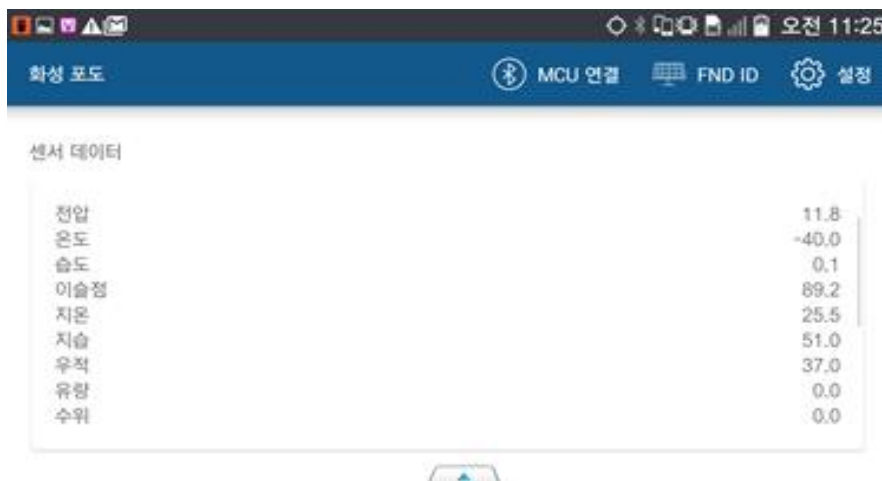 오전 11:25
화성 포도 MCU 연결 FND ID 설정
센서 데이터
전압 11.8
온도 -40.0
습도 0.1
이슬점 89.2
지온 25.5
지습 51.0
우적 37.0
유량 0.0
수위 0.0